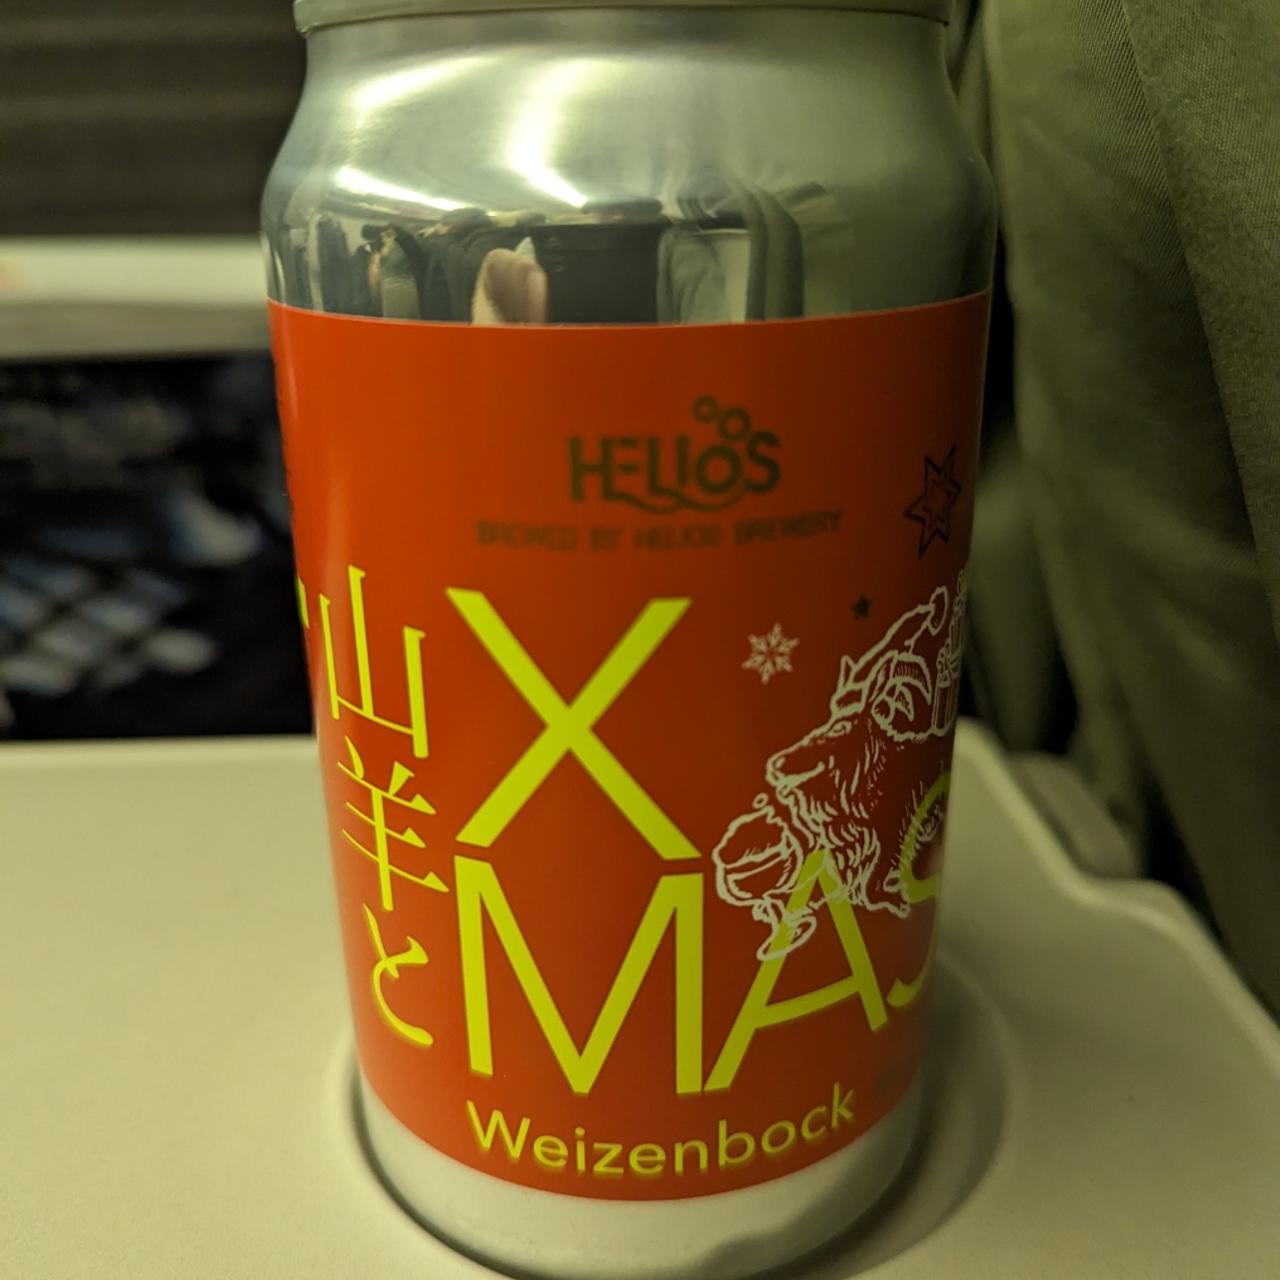 HELIOS
BREWED BY HELIOS BREWERY
山羊と
X
MAS
Weizenbock